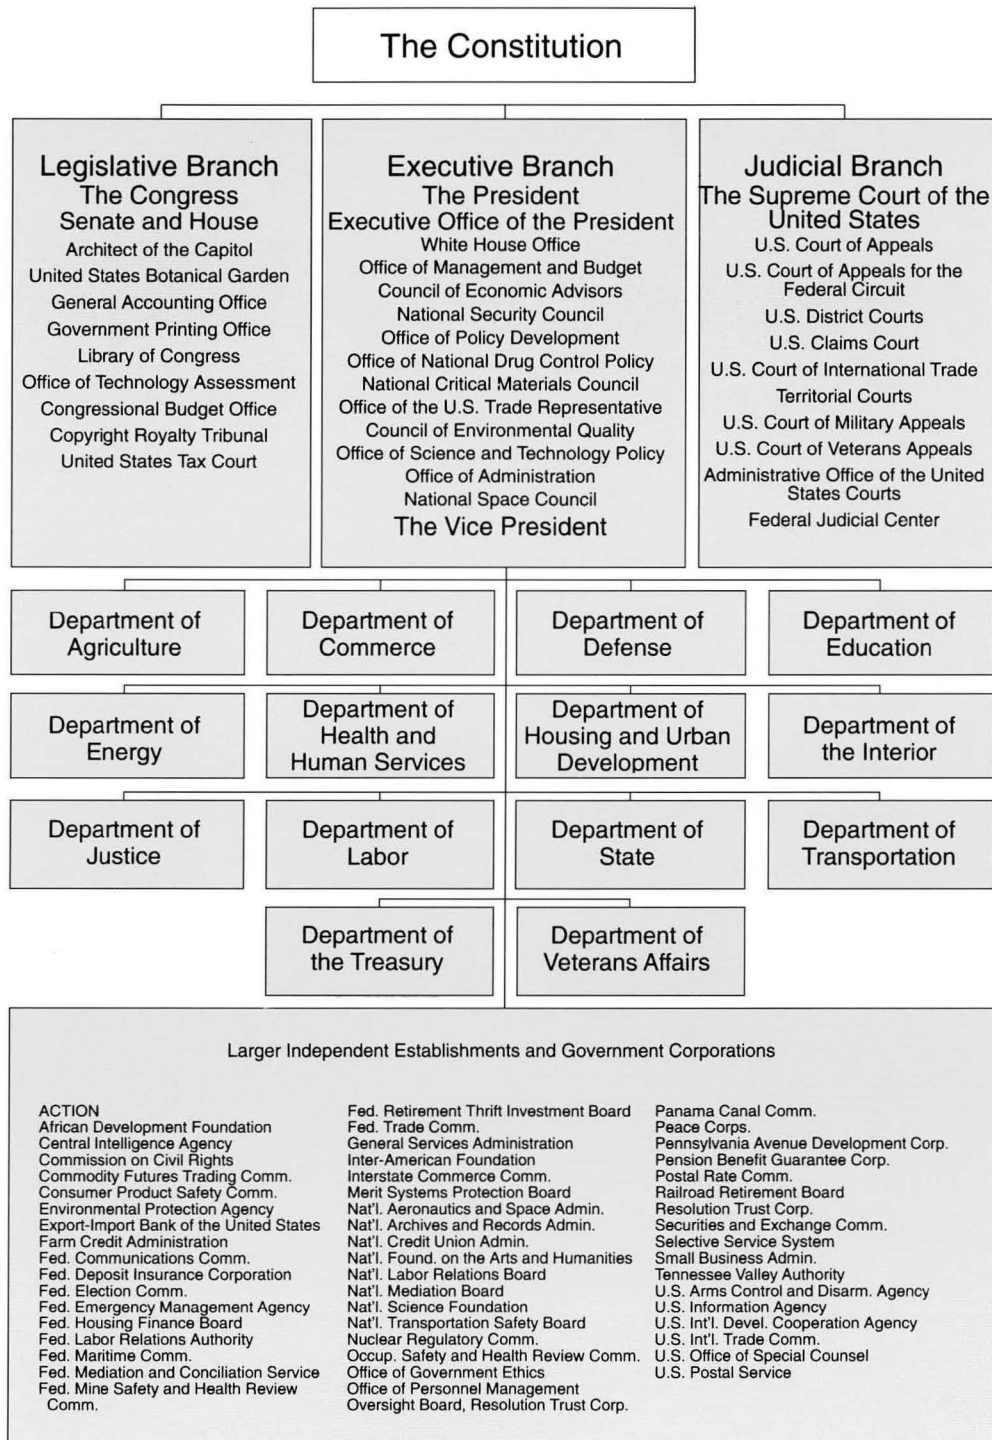 The Constitution
Legislative Branch
The Congress
Senate and House
Architect of the Capitol
United States Botanical Garden
General Accounting Office
Government Printing Office
Library of Congress
Office of Technology Assessment
Congressional Budget Office
Copyright Royalty Tribunal
United States Tax Court
Executive Branch
The President
Executive Office of the President
White House Office
Office of Management and Budget
Council of Economic Advisors
National Security Council
Office of Policy Development
Office of National Drug Control Policy
National Critical Materials Council
Office of the U.S. Trade Representative
Council of Environmental Quality
Office of Science and Technology Policy
Office of Administration
National Space Council
The Vice President
Judicial Branch
The Supreme Court of the
United States
U.S. Court of Appeals
U.S. Court of Appeals for the
Federal Circuit
U.S. District Courts
U.S. Claims Court
U.S. Court of International Trade
Territorial Courts
U.S. Court of Military Appeals
U.S. Court of Veterans Appeals
Administrative Office of the United
States Courts
Federal Judicial Center
Department of
Agriculture
Department of
Commerce
Department of
Defense
Department of
Education
Department of
Energy
Department of
Health and
Human Services
Department of
Housing and Urban
Development
Department of
the Interior
Department of
Justice
Department of
Labor
Department of
State
Department of
Transportation
Department of
the Treasury
Department of
Veterans Affairs
Larger Independent Establishments and Government Corporations
ACTION
African Development Foundation
Central Intelligence Agency
Commission on Civil Rights
Commodity Futures Trading Comm.
Consumer Product Safety Comm.
Environmental Protection Agency
Export-Import Bank of the United States
Farm Credit Administration
Fed. Communications Comm.
Fed. Deposit Insurance Corporation
Fed. Election Comm.
Fed. Emergency Management Agency
Fed. Housing Finance Board
Fed. Labor Relations Authority
Fed. Maritime Comm.
Fed. Mediation and Conciliation Service
Fed. Mine Safety and Health Review
Comm.
Fed. Retirement Thrift Investment Board
Fed. Trade Comm.
General Services Administration
Inter-American Foundation
Interstate Commerce Comm.
Merit Systems Protection Board
Nat'l. Aeronautics and Space Admin.
Nat'l. Archives and Records Admin.
Nat'l. Credit Union Admin.
Nat'l. Found. on the Arts and Humanities
Nat'l. Labor Relations Board
Nat'l. Mediation Board
Nat'l. Science Foundation
Nat'l. Transportation Safety Board
Nuclear Regulatory Comm.
Occup. Safety and Health Review Comm.
Office of Government Ethics
Office of Personnel Management
Oversight Board, Resolution Trust Corp.
Panama Canal Comm.
Peace Corps.
Pennsylvania Avenue Development Corp.
Pension Benefit Guarantee Corp.
Postal Rate Comm.
Railroad Retirement Board
Resolution Trust Corp.
Securities and Exchange Comm.
Selective Service System
Small Business Admin.
Tennessee Valley Authority
U.S. Arms Control and Disarm. Agency
U.S. Information Agency
U.S. Int'l. Devel. Cooperation Agency
U.S. Int'l. Trade Comm.
U.S. Office of Special Counsel
U.S. Postal Service